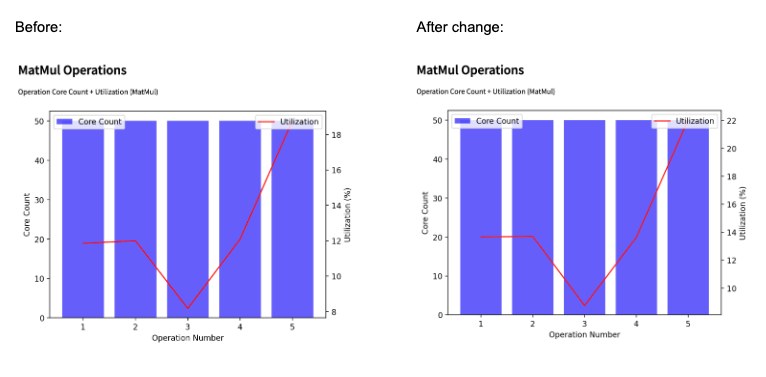 Before:
MatMul Operations
Operation Core Count + Utilization (MatMul)
Core Count
Utilization
50
40
30
20
10
0
Core Count
18
16
14
12
10
8
Utilization (%)
1 2 3 4 5
Operation Number
After change:
MatMul Operations
Operation Core Count + Utilization (MatMul)
Core Count
Utilization
50
40
30
20
10
0
Core Count
22
20
18
16
14
12
10
Utilization (%)
1 2 3 4 5
Operation Number